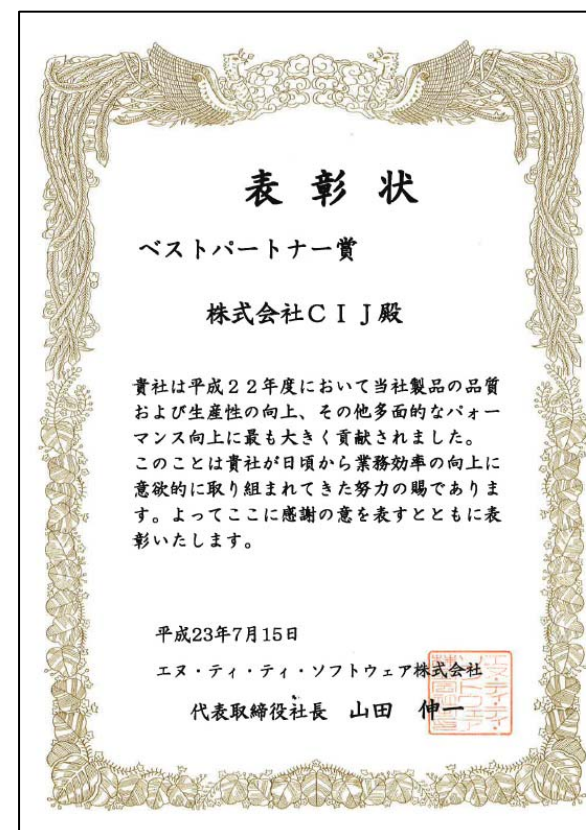 表彰状
ベストパートナー賞
株式会社CIJ殿
貴社は平成22年度において当社製品の品質
および生産性の向上、その他多面的なパォー
マンス向上に最も大きく貢献されました。
このことは貴社が日頃から業務効率の向上に
意欲的に取り組まれてきた努力の賜でありま
す。よってここに感謝の意を表すとともに表
彰いたします。
平成23年7月15日
エヌ・ティ・ティ・ソフトウェア株式会社
代表取締役社長 山田 伸一